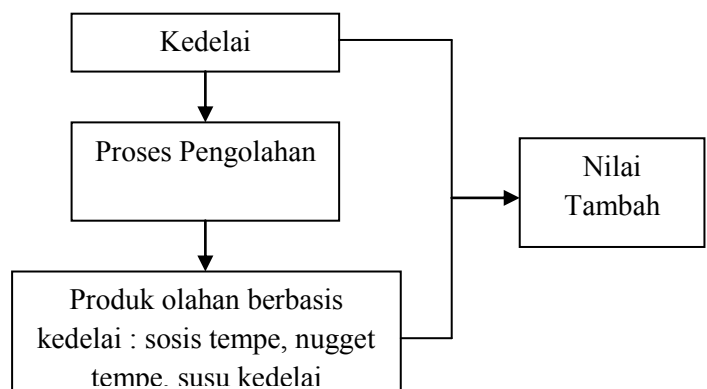 Kedelai
Proses Pengolahan
Nilai
Tambah
Produk olahan berbasis
kedelai : sosis tempe, nugget
tempe, susu kedelai